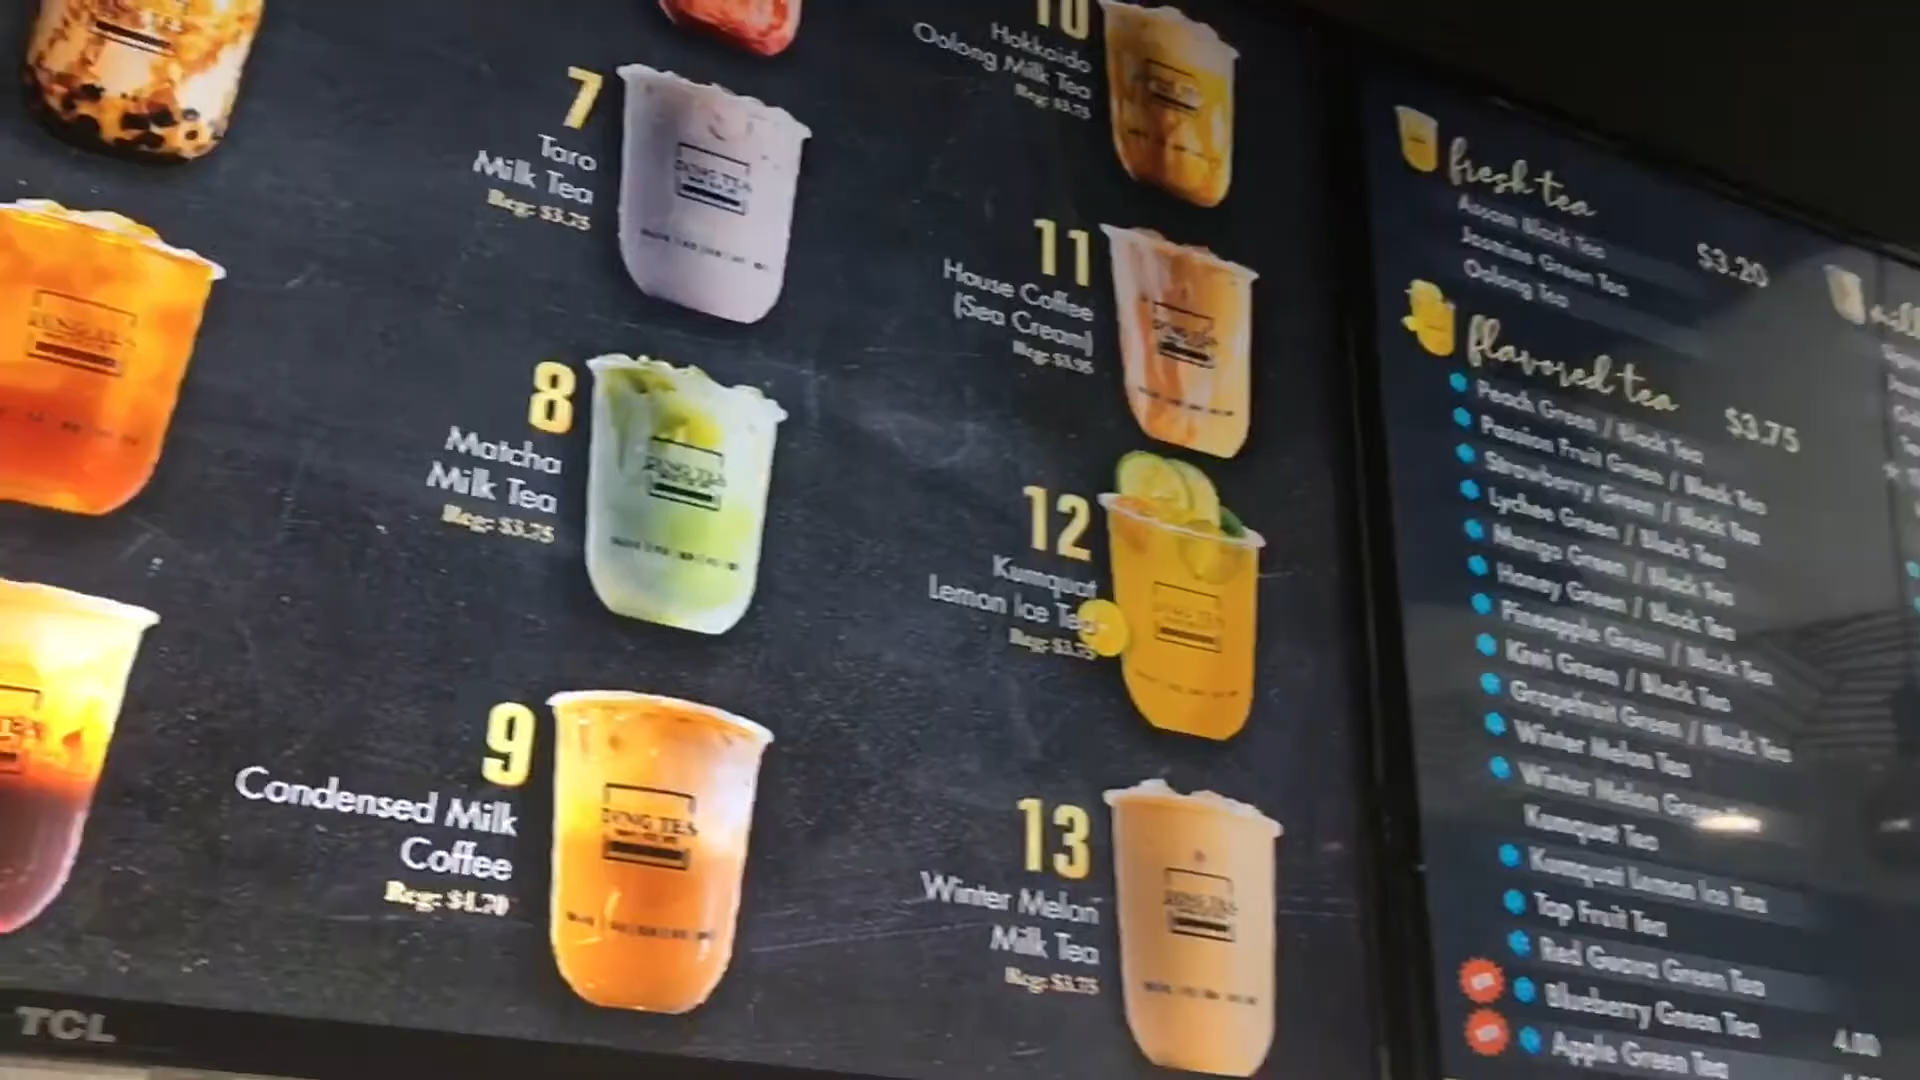 7
Taro
Milk Tea
Reg: $3.75
8
Matcha
Milk Tea
Reg: $3.75
9
Condensed Milk
Coffee
Reg: $4.20
10
Hokkaido
Oolong Milk Tea
Reg: $3.75
11
House Coffee
(Sea Cream)
Reg: $3.95
12
Kumquat
Lemon Ice Tea
Reg: $3.75
13
Winter Melon
Milk Tea
Reg: $3.75
TCL
fresh tea
Assam Black Tea
$3.20
Jasmine Green Tea
Oolong Tea
flavored tea
$3.75
Peach Green / Black Tea
Passion Fruit Green / Black Tea
Strawberry Green / Black Tea
Lychee Green / Black Tea
Mango Green / Black Tea
Honey Green / Black Tea
Pineapple Green / Black Tea
Kiwi Green / Black Tea
Grapefruit Green / Black Tea
Winter Melon Tea
Winter Melon Green
Kumquat Tea
Kumquat Lemon Ice Tea
Top Fruit Tea
Red Guava Green Tea
Blueberry Green Tea
4.00
Apple Green Tea